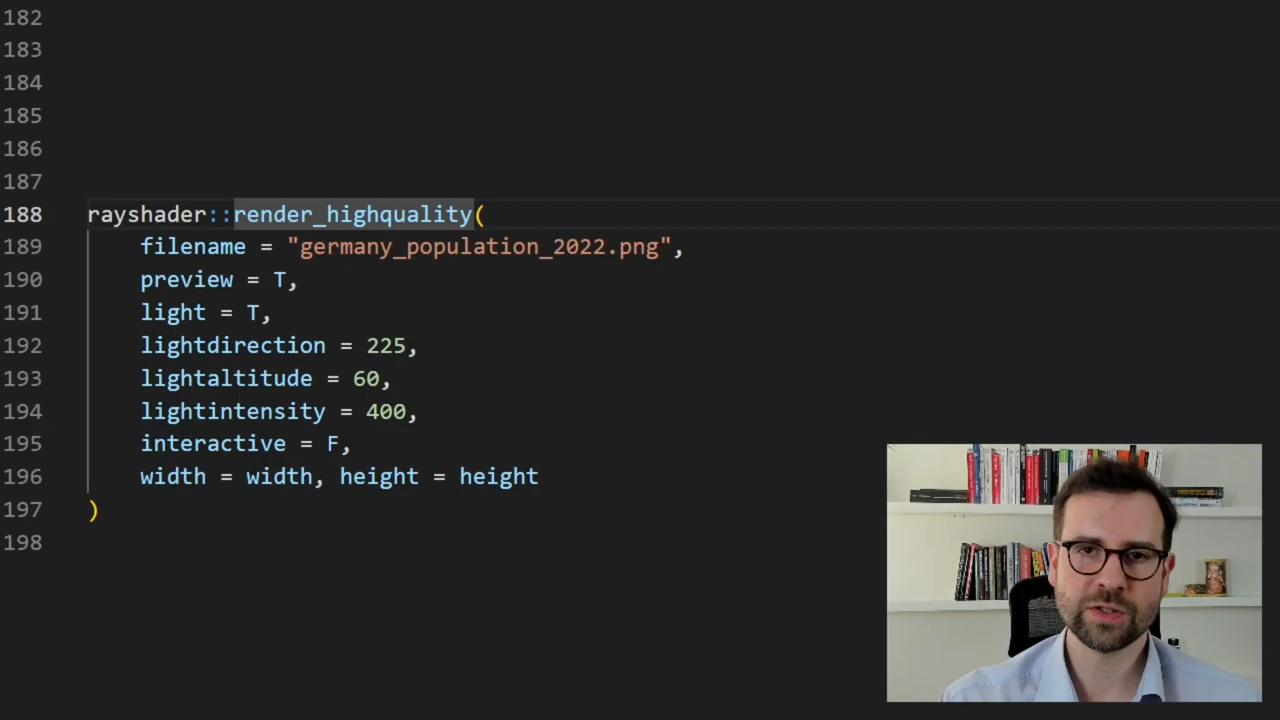 182
183
184
185
186
187
188 rayshader::render_highquality(
189 filename = "germany_population_2022.png",
190 preview = T,
191 light = T,
192 lightdirection = 225,
193 lightaltitude = 60,
194 lightintensity = 400,
195 interactive = F,
196 width = width, height = height
197 )
198